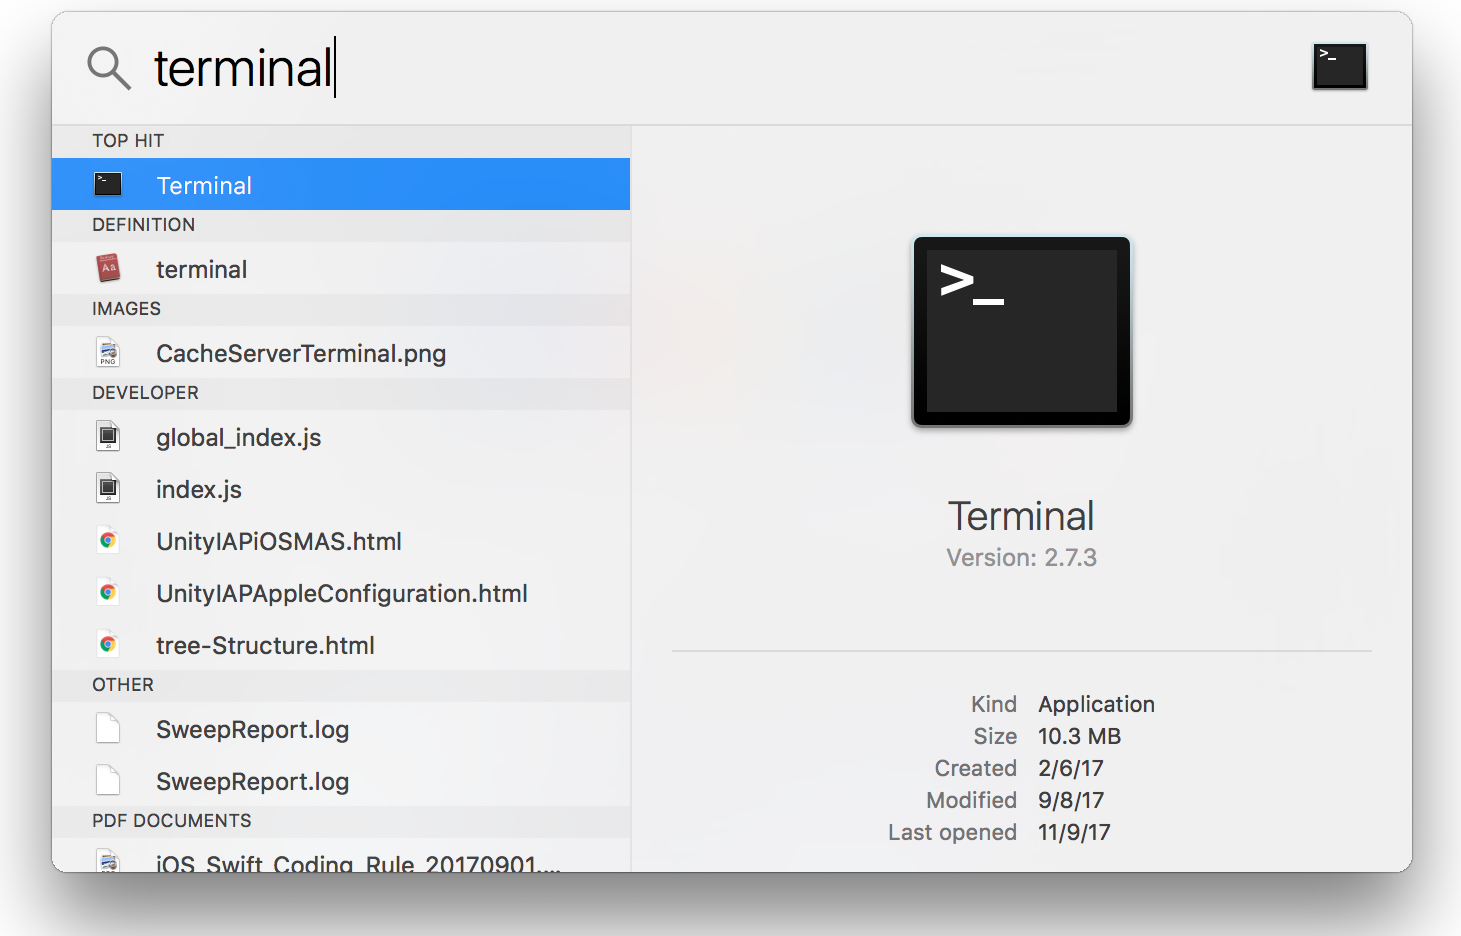 terminal
TOP HIT
Terminal
DEFINITION
terminal
IMAGES
CacheServerTerminal.png
DEVELOPER
global_index.js
index.js
UnityIAPiOSMAS.html
UnityIAPAppleConfiguration.html
tree-Structure.html
OTHER
SweepReport.log
SweepReport.log
PDF DOCUMENTS
iOS_Swift_Coding_Rule_20170901....
>_
Terminal
Version: 2.7.3
Kind Application
Size 10.3 MB
Created 2/6/17
Modified 9/8/17
Last opened 11/9/17